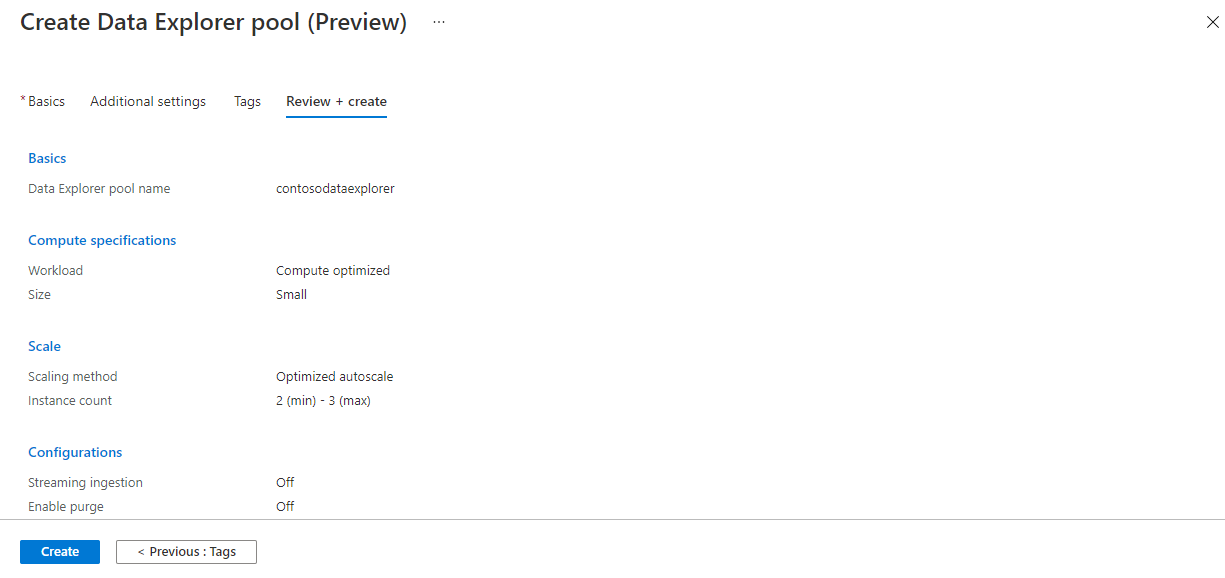 Create Data Explorer pool (Preview) ...
* Basics Additional settings Tags Review + create
Basics
Data Explorer pool name contosodataexplorer
Compute specifications
Workload Compute optimized
Size Small
Scale
Scaling method Optimized autoscale
Instance count 2 (min) - 3 (max)
Configurations
Streaming ingestion Off
Enable purge Off
Create < Previous : Tags